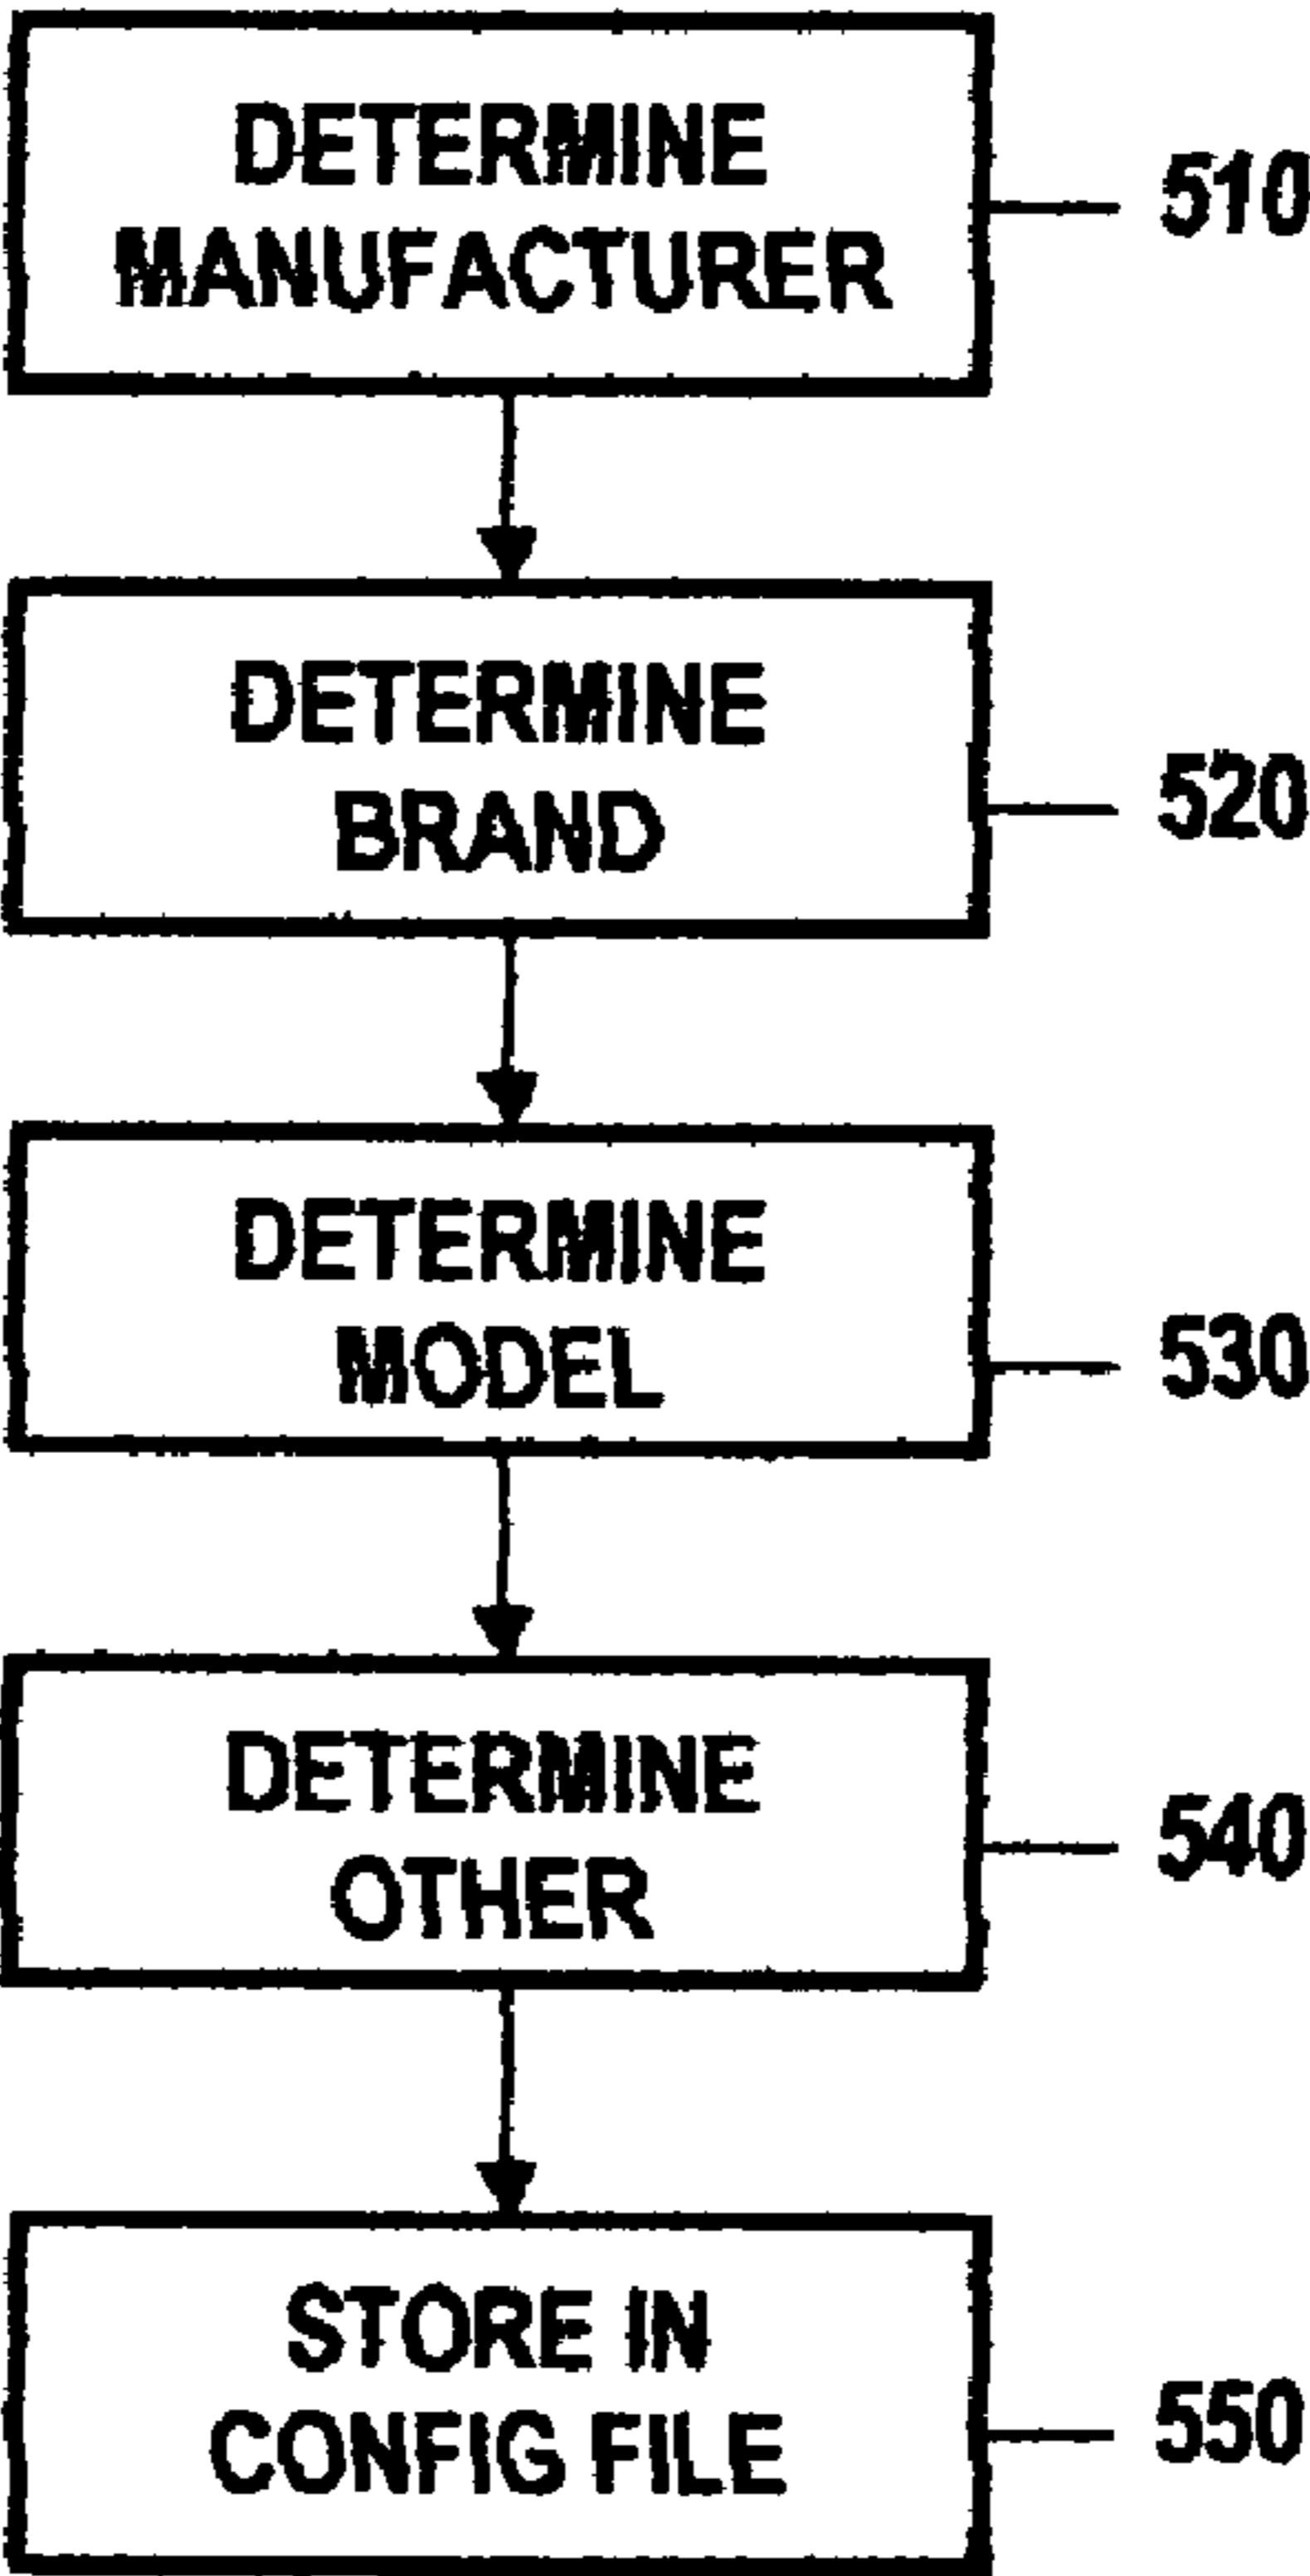 DETERMINE
MANUFACTURER
510
DETERMINE
BRAND
520
DETERMINE
MODEL
530
DETERMINE
OTHER
540
STORE IN
CONFIG FILE
550